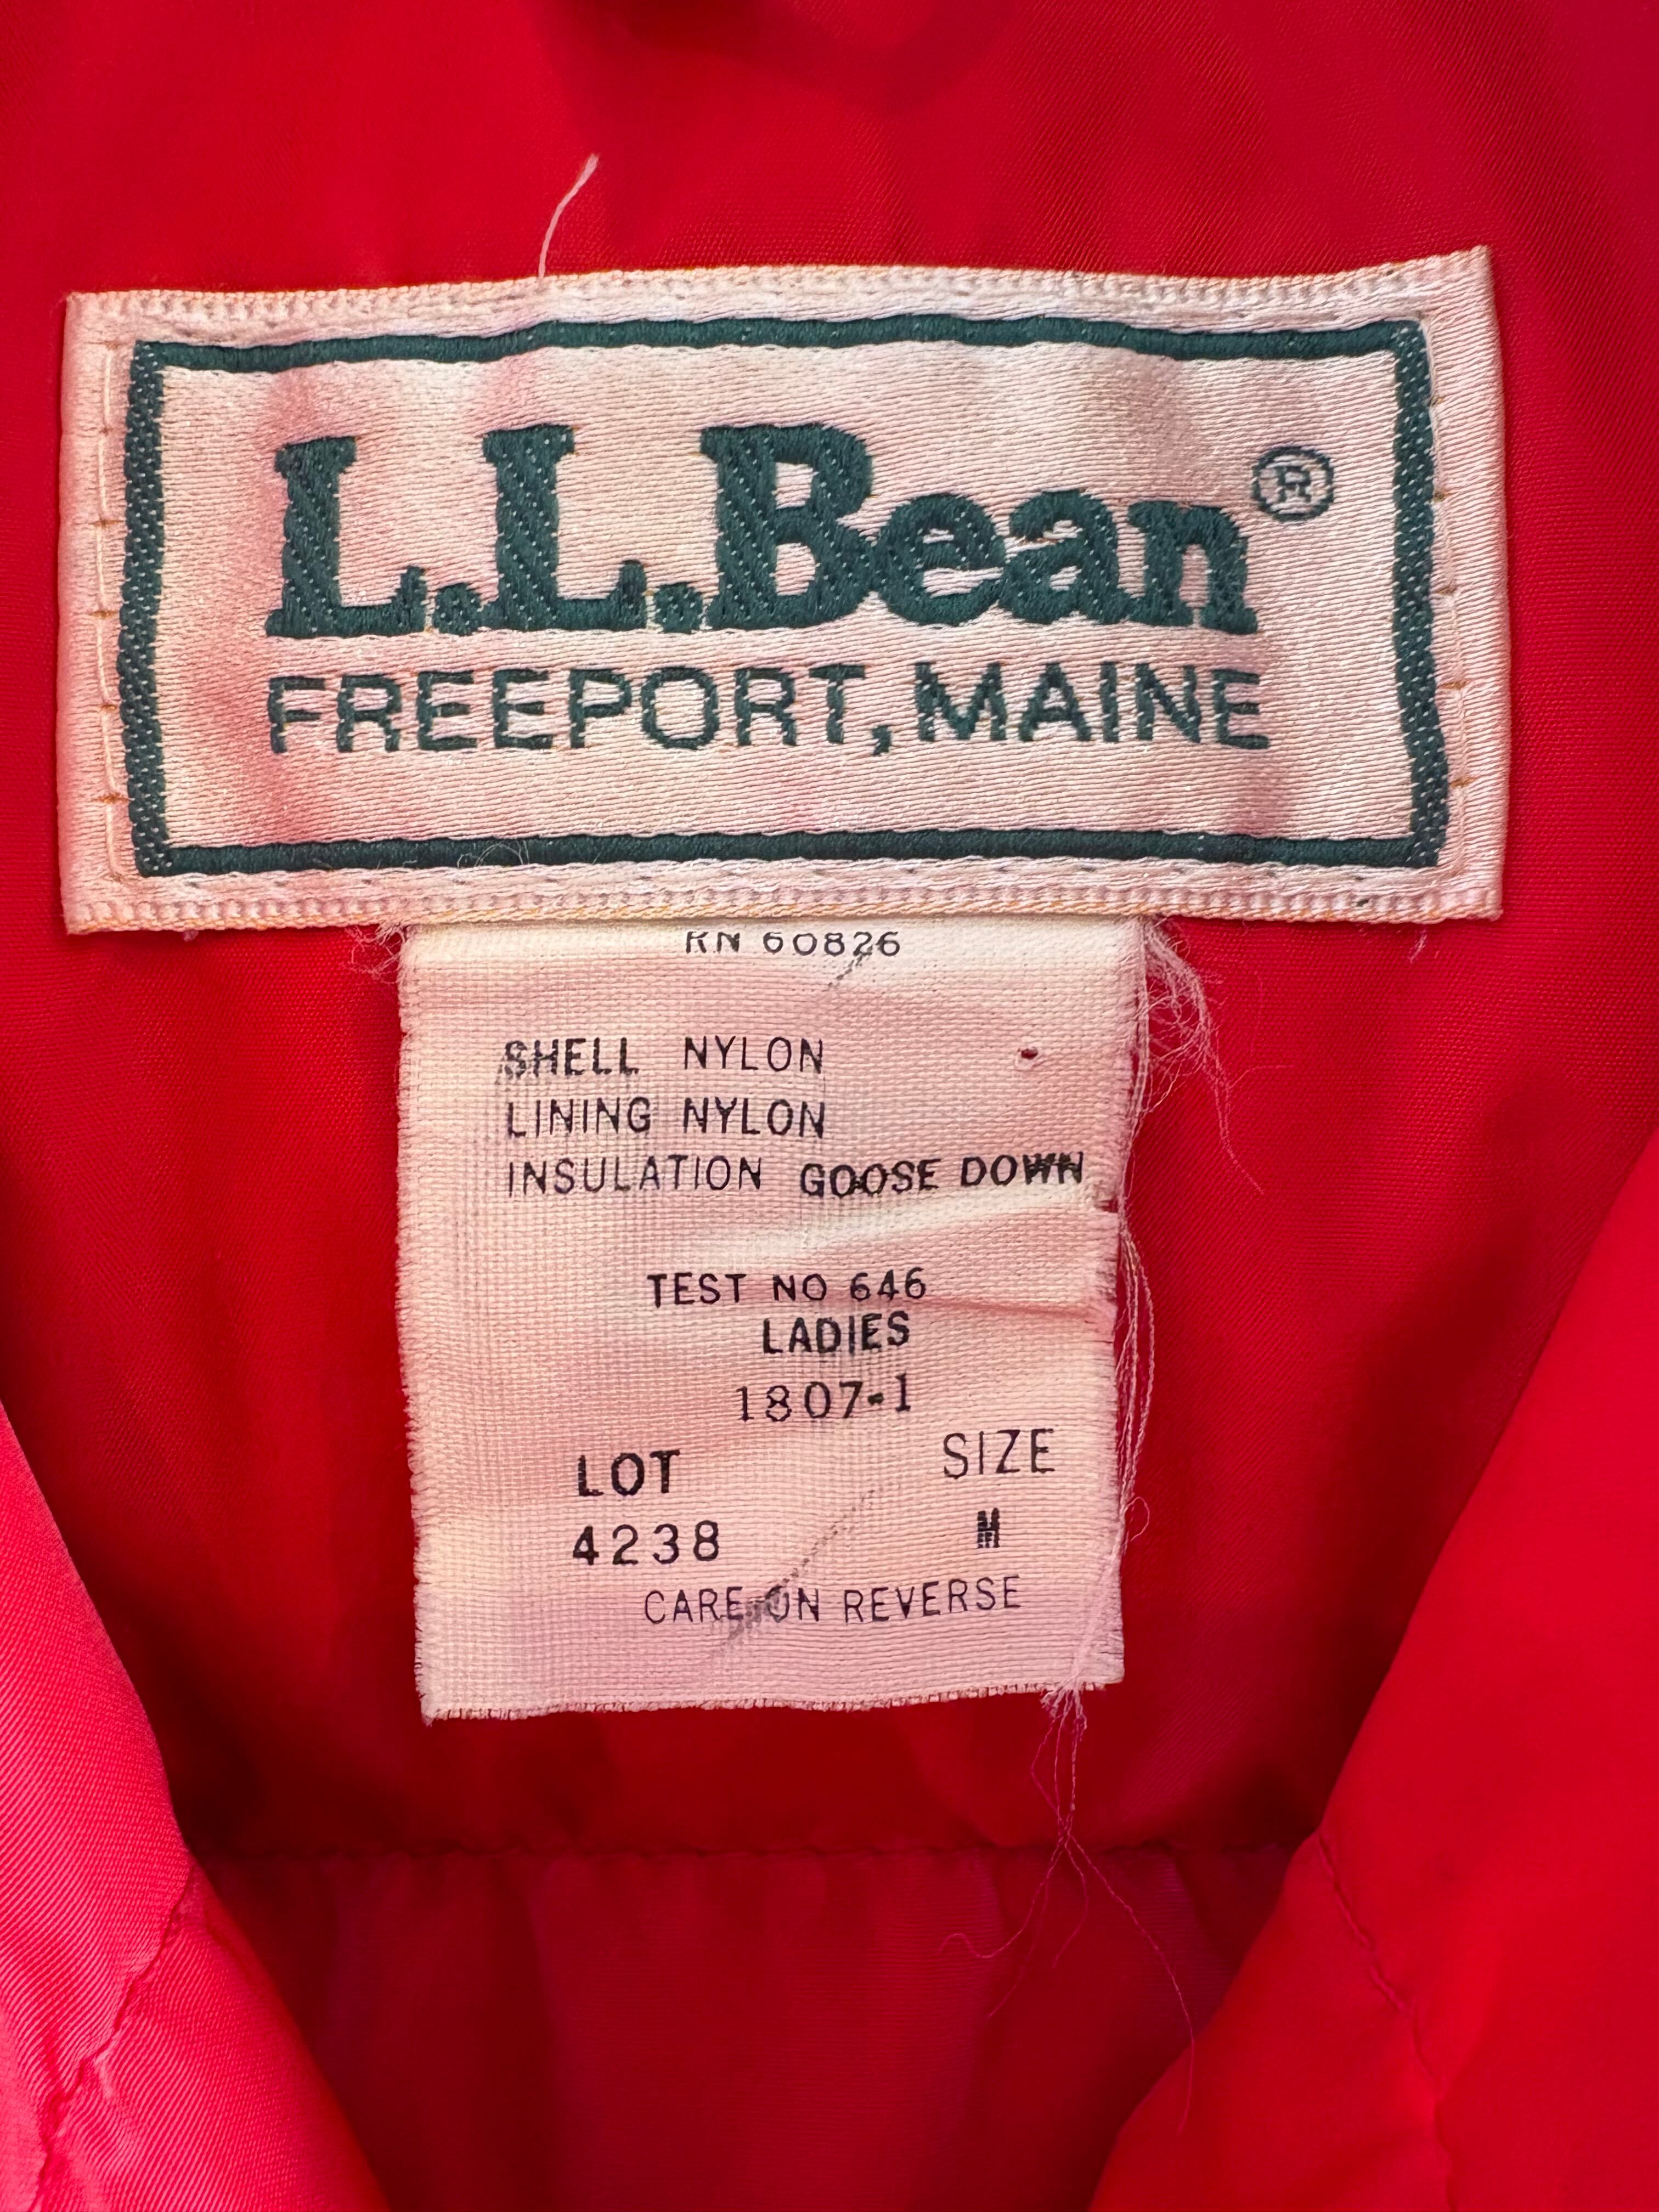 L.L.Bean®
FREEPORT, MAINE
RN 60826
SHELL NYLON
LINING NYLON
INSULATION GOOSE DOWN
TEST NO 646
LADIES
1807-1
LOT SIZE
4238 M
CARE ON REVERSE